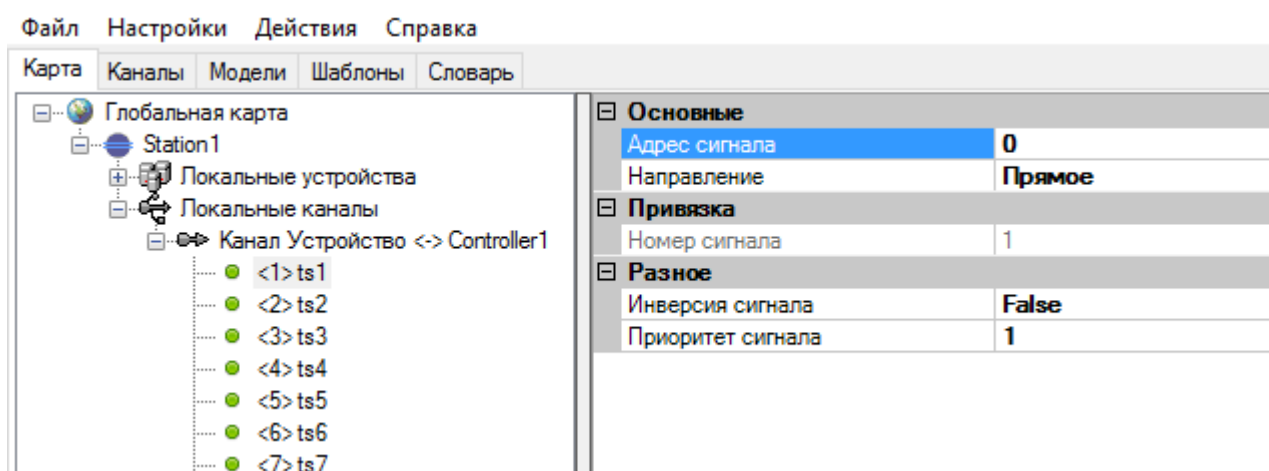 Файл Настройки Действия Справка
Карта Каналы Модели Шаблоны Словарь
Глобальная карта
Station1
Локальные устройства
Локальные каналы
Канал Устройство <-> Controller1
<1> ts1
<2> ts2
<3> ts3
<4> ts4
<5> ts5
<6> ts6
<7> ts7
Основные
Адрес сигнала 0
Направление Прямое
Привязка
Номер сигнала 1
Разное
Инверсия сигнала False
Приоритет сигнала 1